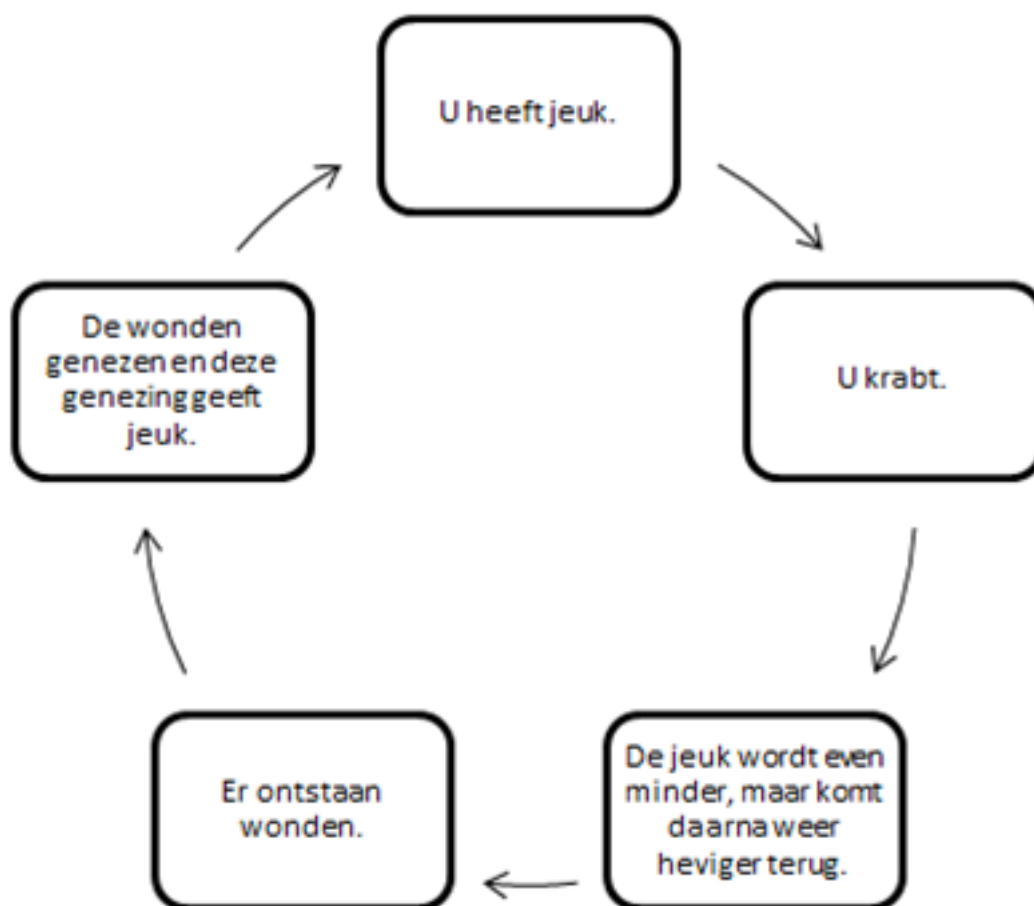 U heeft jeuk.
U krabt.
De jeuk wordt even
minder, maar komt
daarna weer
heviger terug.
Er ontstaan
wonden.
De wonden
genezen en deze
genezing geeft
jeuk.